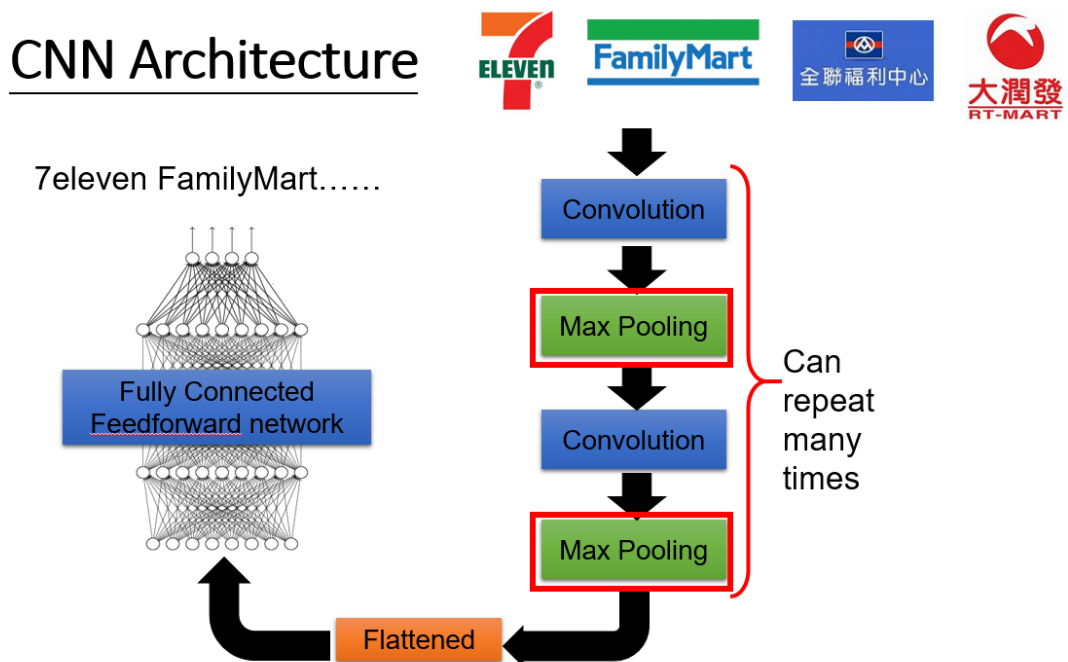 CNN Architecture
7
ELEVEn
®
FamilyMart
全聯福利中心
大潤發
RT-MART
7eleven FamilyMart……
Convolution
Max Pooling
Convolution
Max Pooling
Can
repeat
many
times
Fully Connected
Feedforward network
Flattened